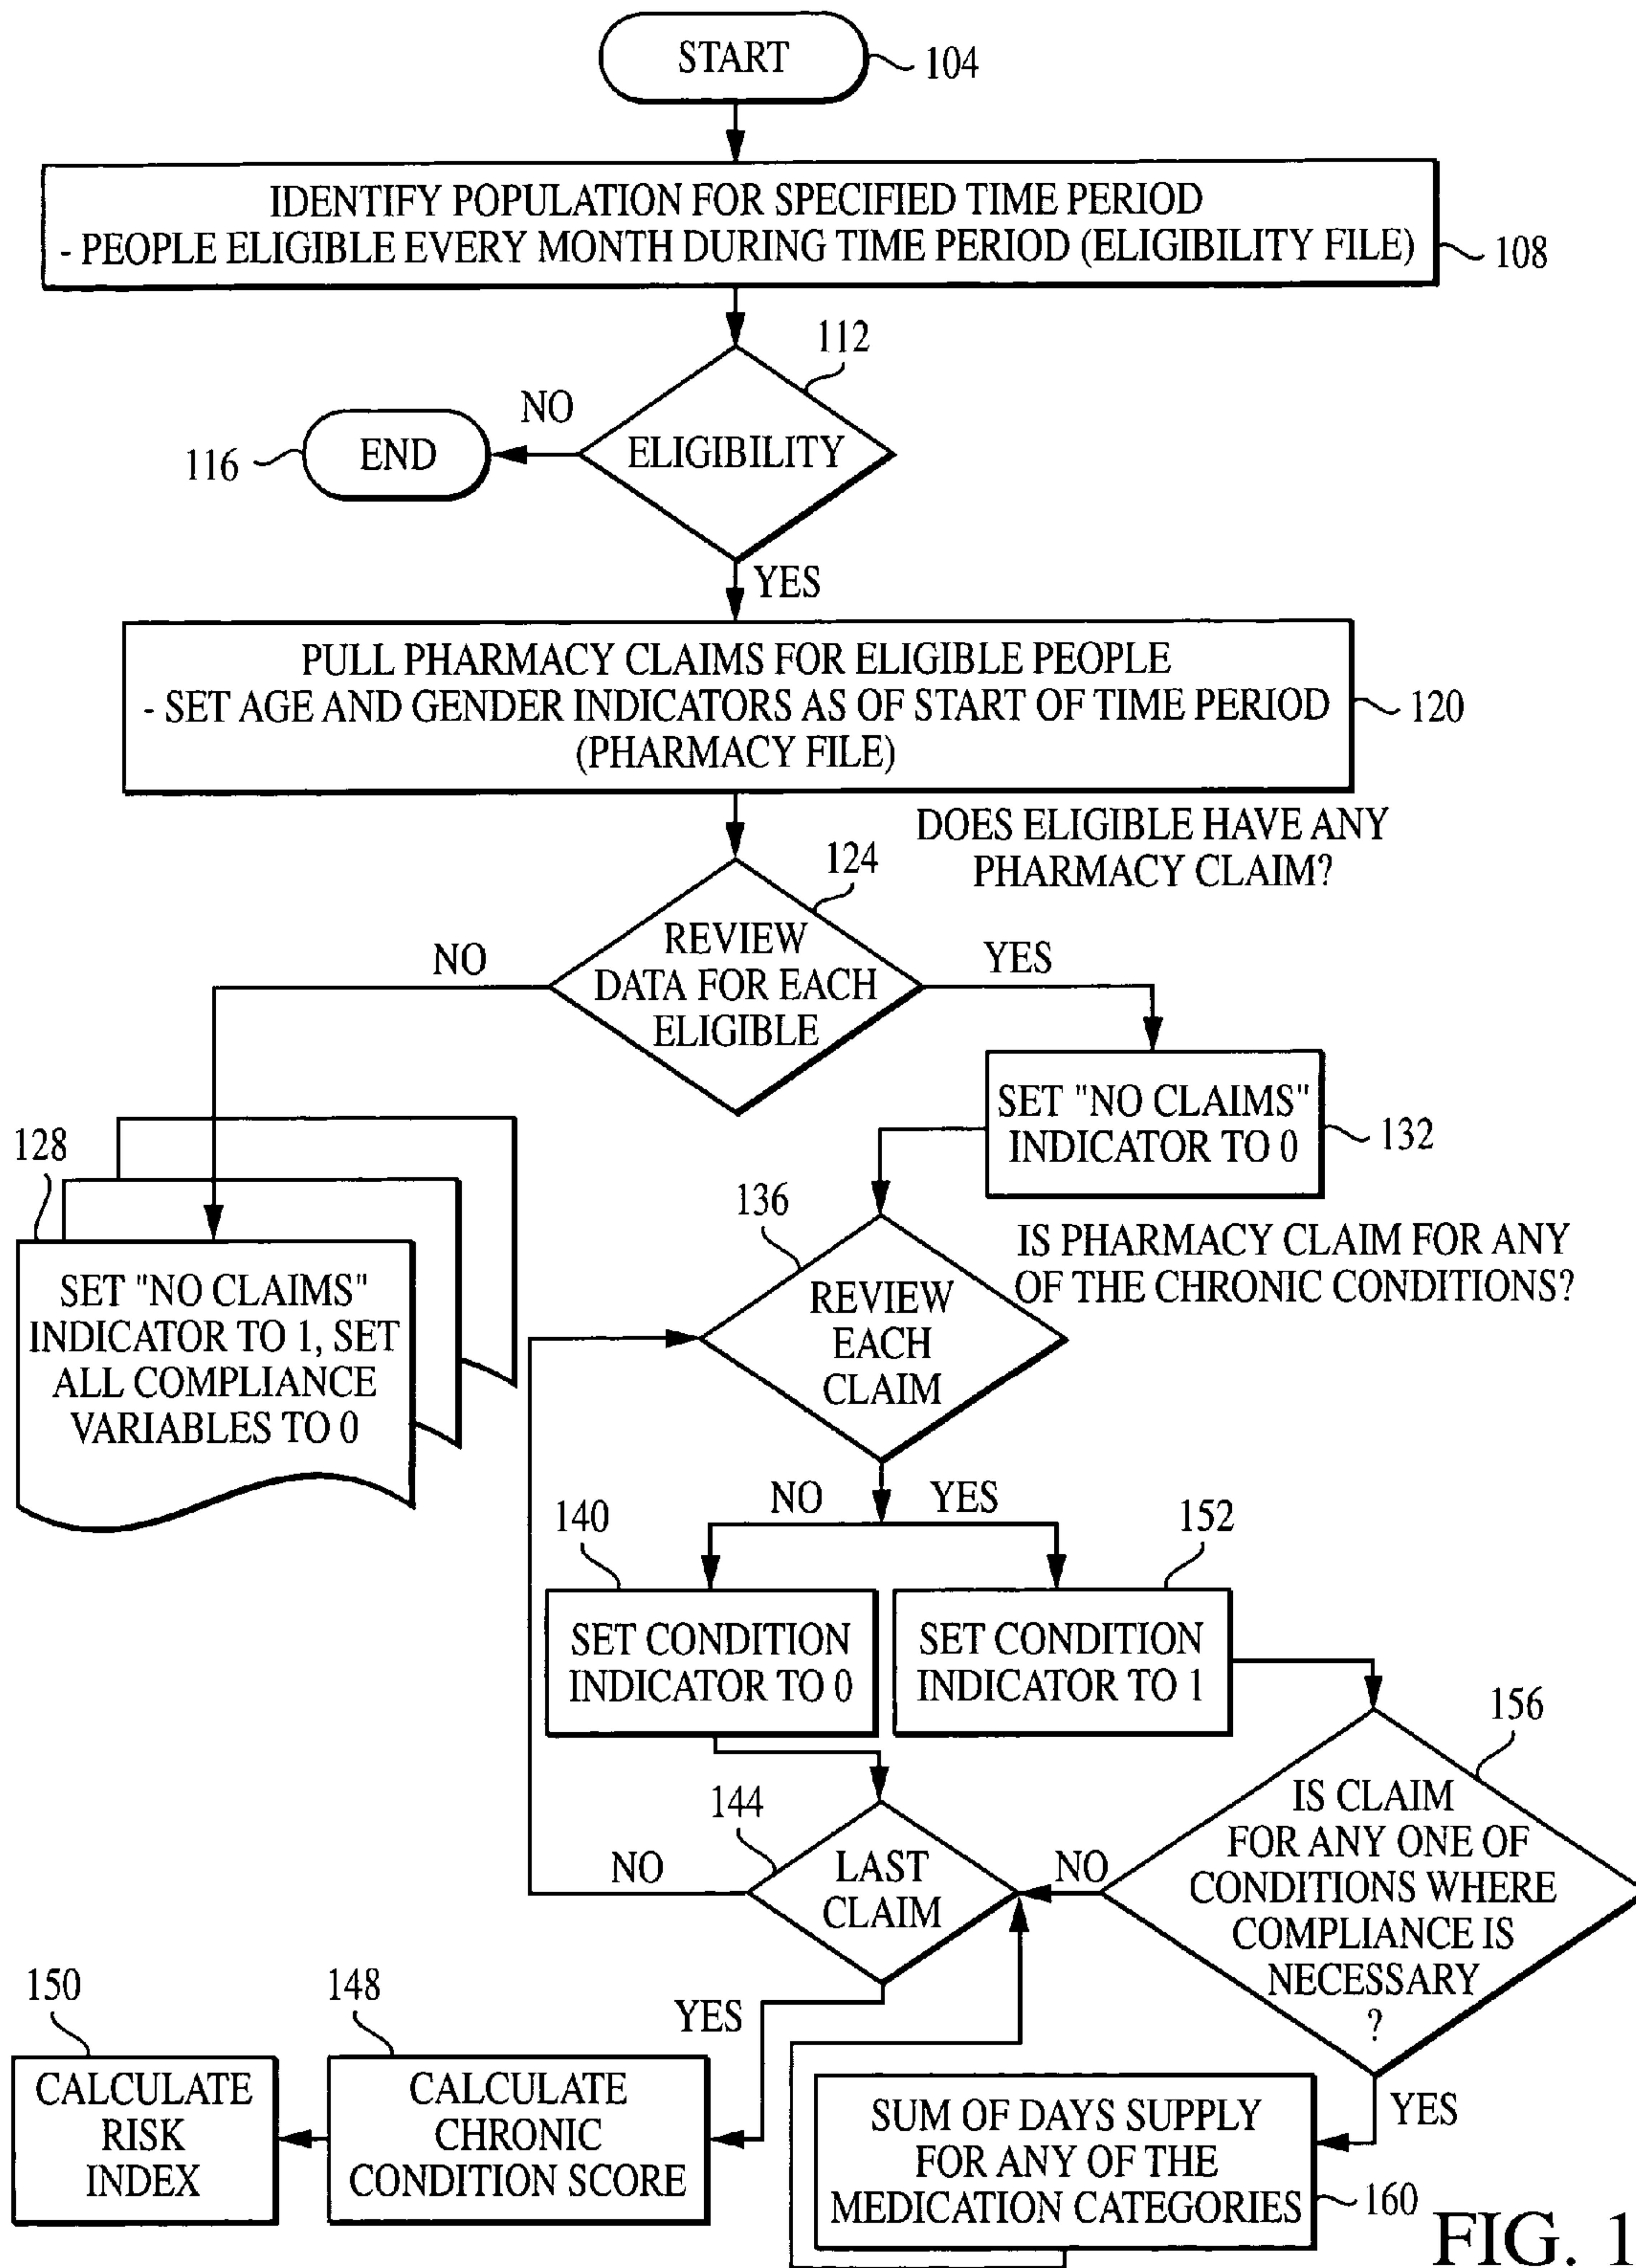 START
104
IDENTIFY POPULATION FOR SPECIFIED TIME PERIOD
- PEOPLE ELIGIBLE EVERY MONTH DURING TIME PERIOD (ELIGIBILITY FILE)
108
112
NO
END
116
ELIGIBILITY
YES
PULL PHARMACY CLAIMS FOR ELIGIBLE PEOPLE
- SET AGE AND GENDER INDICATORS AS OF START OF TIME PERIOD
(PHARMACY FILE)
120
DOES ELIGIBLE HAVE ANY
PHARMACY CLAIM?
124
REVIEW
DATA FOR EACH
ELIGIBLE
NO
YES
SET "NO CLAIMS"
INDICATOR TO 0
132
128
SET "NO CLAIMS"
INDICATOR TO 1, SET
ALL COMPLIANCE
VARIABLES TO 0
136
IS PHARMACY CLAIM FOR ANY
OF THE CHRONIC CONDITIONS?
REVIEW
EACH
CLAIM
NO
YES
140
152
SET CONDITION
INDICATOR TO 0
SET CONDITION
INDICATOR TO 1
156
IS CLAIM
FOR ANY ONE OF
CONDITIONS WHERE
COMPLIANCE IS
NECESSARY
?
144
LAST
CLAIM
NO
NO
YES
YES
150
148
CALCULATE
RISK
INDEX
CALCULATE
CHRONIC
CONDITION SCORE
SUM OF DAYS SUPPLY
FOR ANY OF THE
MEDICATION CATEGORIES
160
FIG. 1